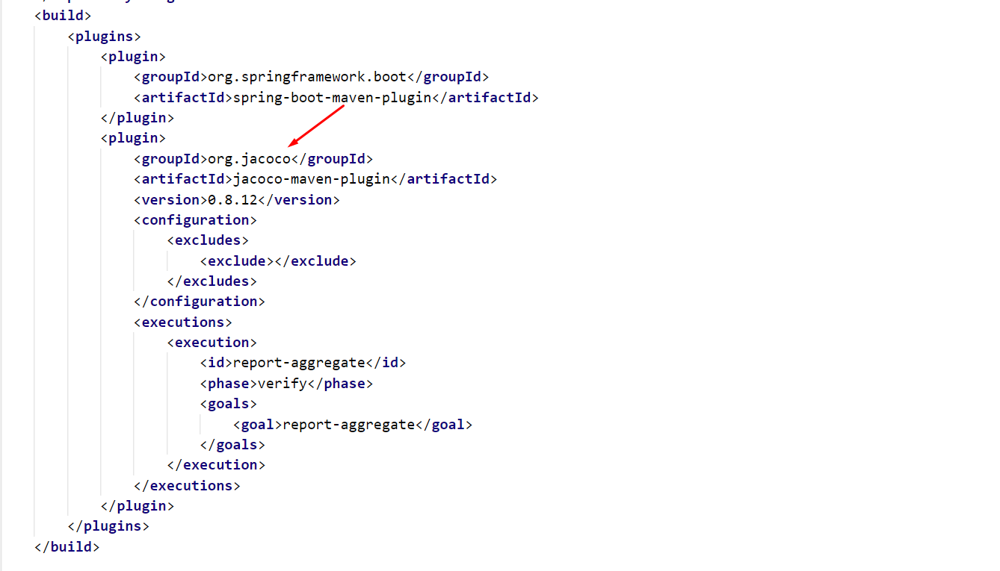 <build>
<plugins>
<plugin>
<groupId>org.springframework.boot</groupId>
<artifactId>spring-boot-maven-plugin</artifactId>
</plugin>
<plugin>
<groupId>org.jacoco</groupId>
<artifactId>jacoco-maven-plugin</artifactId>
<version>0.8.12</version>
<configuration>
<excludes>
<exclude></exclude>
</excludes>
</configuration>
<executions>
<execution>
<id>report-aggregate</id>
<phase>verify</phase>
<goals>
<goal>report-aggregate</goal>
</goals>
</execution>
</executions>
</plugin>
</plugins>
</build>